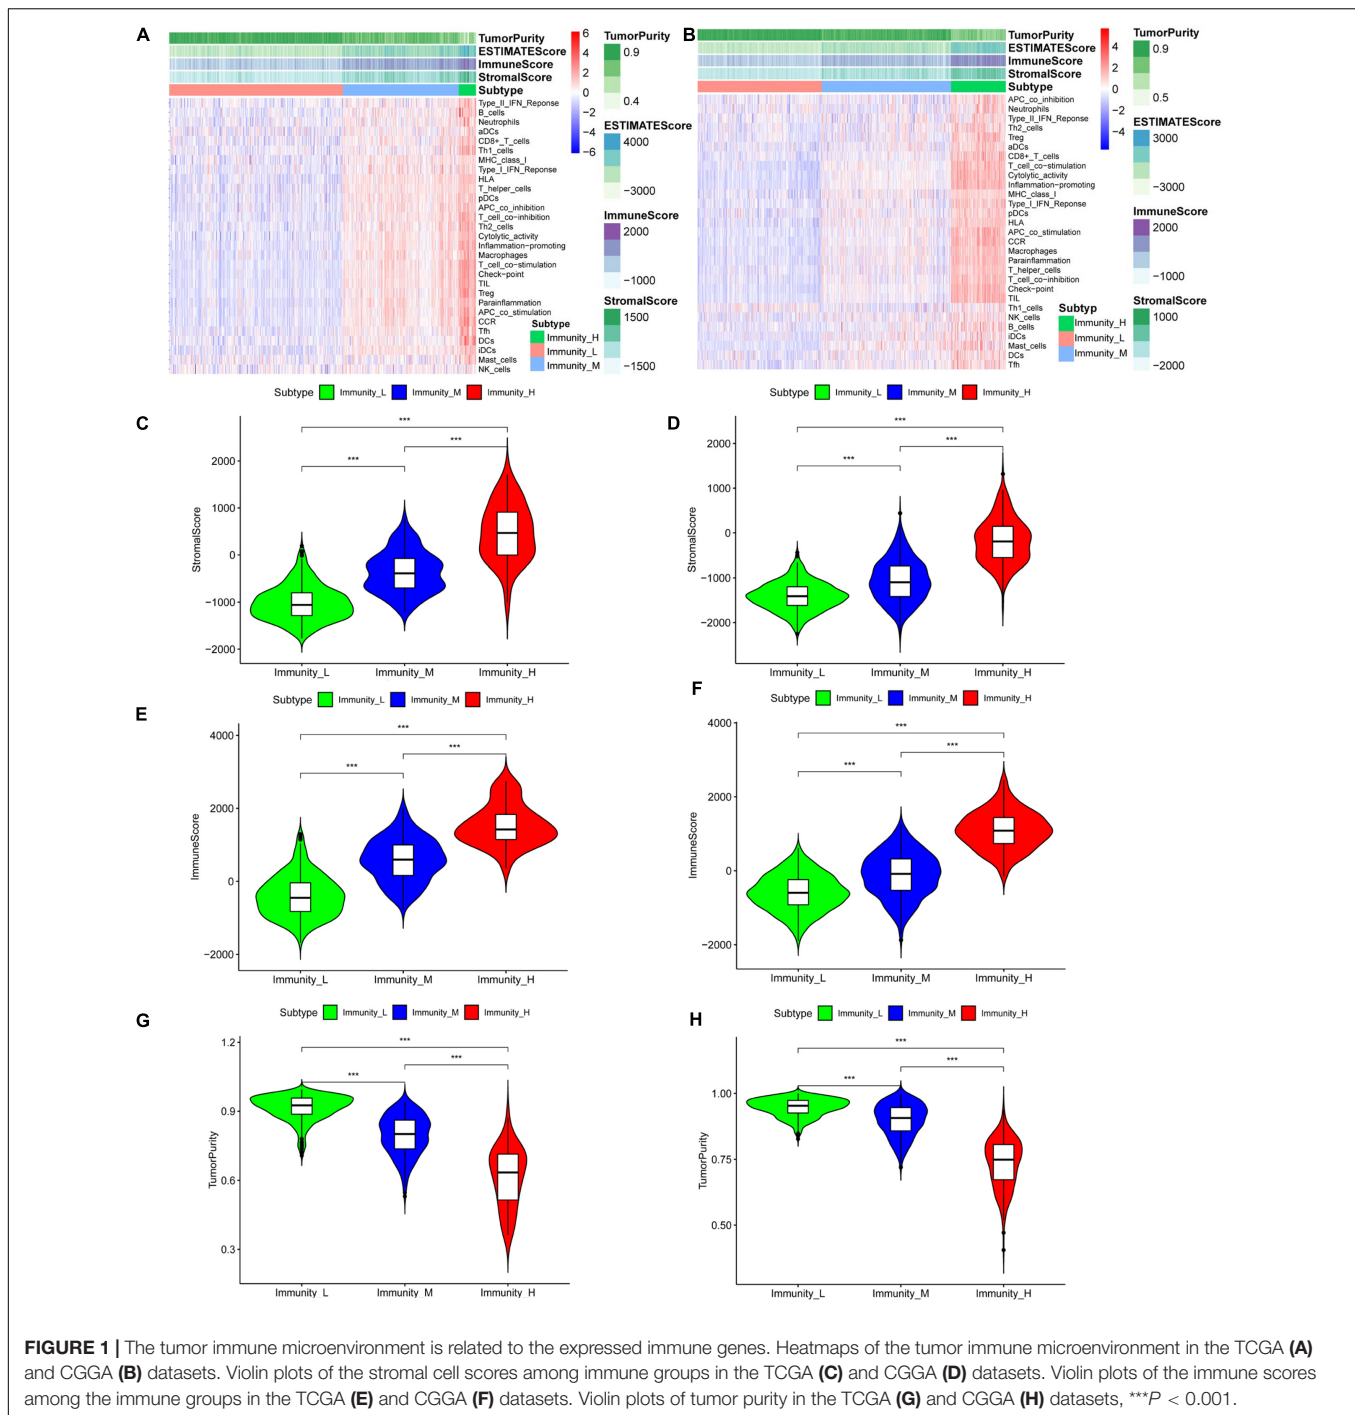 A
TumorPurity
ESTIMATEScore
ImmuneScore
StromalScore
Subtype
Type_II_IFN_Reponse
B_cells
Neutrophils
aDCs
CD8+_T_cells
Th1_cells
MHC_class_I
Type_I_IFN_Reponse
HLA
T_helper_cells
pDCs
APC_co_inhibition
T_cell_co-inhibition
Th2_cells
Cytolytic_activity
Inflammation-promoting
Macrophages
T_cell_co-stimulation
Check-point
TIL
Treg
Parainflammation
APC_co_stimulation
CCR
Tfh
DCs
iDCs
Mast_cells
NK_cells
6
4
2
0
−2
−4
−6
Subtype
Immunity_H
Immunity_L
Immunity_M
TumorPurity
0.9
0.4
ESTIMATEScore
4000
−3000
ImmuneScore
2000
−1000
StromalScore
1500
−1500
B
TumorPurity
ESTIMATEScore
ImmuneScore
StromalScore
Subtype
APC_co_inhibition
Neutrophils
Type_II_IFN_Reponse
Th2_cells
Treg
aDCs
CD8+_T_cells
T_cell_co-stimulation
Cytolytic_activity
Inflammation-promoting
MHC_class_I
Type_I_IFN_Reponse
pDCs
HLA
APC_co_stimulation
CCR
Macrophages
Parainflammation
T_helper_cells
T_cell_co-inhibition
Check-point
TIL
Th1_cells
NK_cells
B_cells
iDCs
Mast_cells
DCs
Tfh
4
2
0
−2
−4
Subtype
Immunity_H
Immunity_L
Immunity_M
TumorPurity
0.9
0.5
ESTIMATEScore
3000
−3000
ImmuneScore
2000
−1000
StromalScore
1000
−2000
C
Subtype Immunity_L Immunity_M Immunity_H
***
***
***
StromalScore
2000
1000
0
−1000
−2000
Immunity_L Immunity_M Immunity_H
D
Subtype Immunity_L Immunity_M Immunity_H
***
***
***
StromalScore
2000
1000
0
−1000
−2000
Immunity_L Immunity_M Immunity_H
E
Subtype Immunity_L Immunity_M Immunity_H
***
***
***
ImmuneScore
4000
2000
0
−2000
Immunity_L Immunity_M Immunity_H
F
Subtype Immunity_L Immunity_M Immunity_H
***
***
***
ImmuneScore
4000
2000
0
−2000
Immunity_L Immunity_M Immunity_H
G
Subtype Immunity_L Immunity_M Immunity_H
***
***
***
TumorPurity
1.2
0.9
0.6
0.3
Immunity_L Immunity_M Immunity_H
H
Subtype Immunity_L Immunity_M Immunity_H
***
***
***
TumorPurity
1.00
0.75
0.50
Immunity_L Immunity_M Immunity_H
FIGURE 1 | The tumor immune microenvironment is related to the expressed immune genes. Heatmaps of the tumor immune microenvironment in the TCGA (A)
and CGGA (B) datasets. Violin plots of the stromal cell scores among immune groups in the TCGA (C) and CGGA (D) datasets. Violin plots of the immune scores
among the immune groups in the TCGA (E) and CGGA (F) datasets. Violin plots of tumor purity in the TCGA (G) and CGGA (H) datasets, ***P < 0.001.